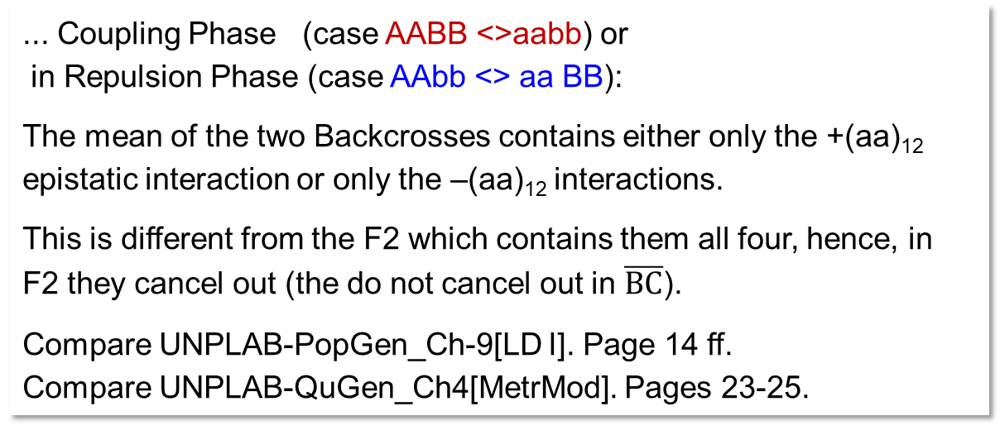 ... Coupling Phase (case AABB <>aabb) or
in Repulsion Phase (case AAbb <> aa BB):
The mean of the two Backcrosses contains either only the +(aa)₁₂
epistatic interaction or only the –(aa)₁₂ interactions.
This is different from the F2 which contains them all four, hence, in
F2 they cancel out (the do not cancel out in B̅C̅).
Compare UNPLAB-PopGen_Ch-9[LD I]. Page 14 ff.
Compare UNPLAB-QuGen_Ch4[MetrMod]. Pages 23-25.